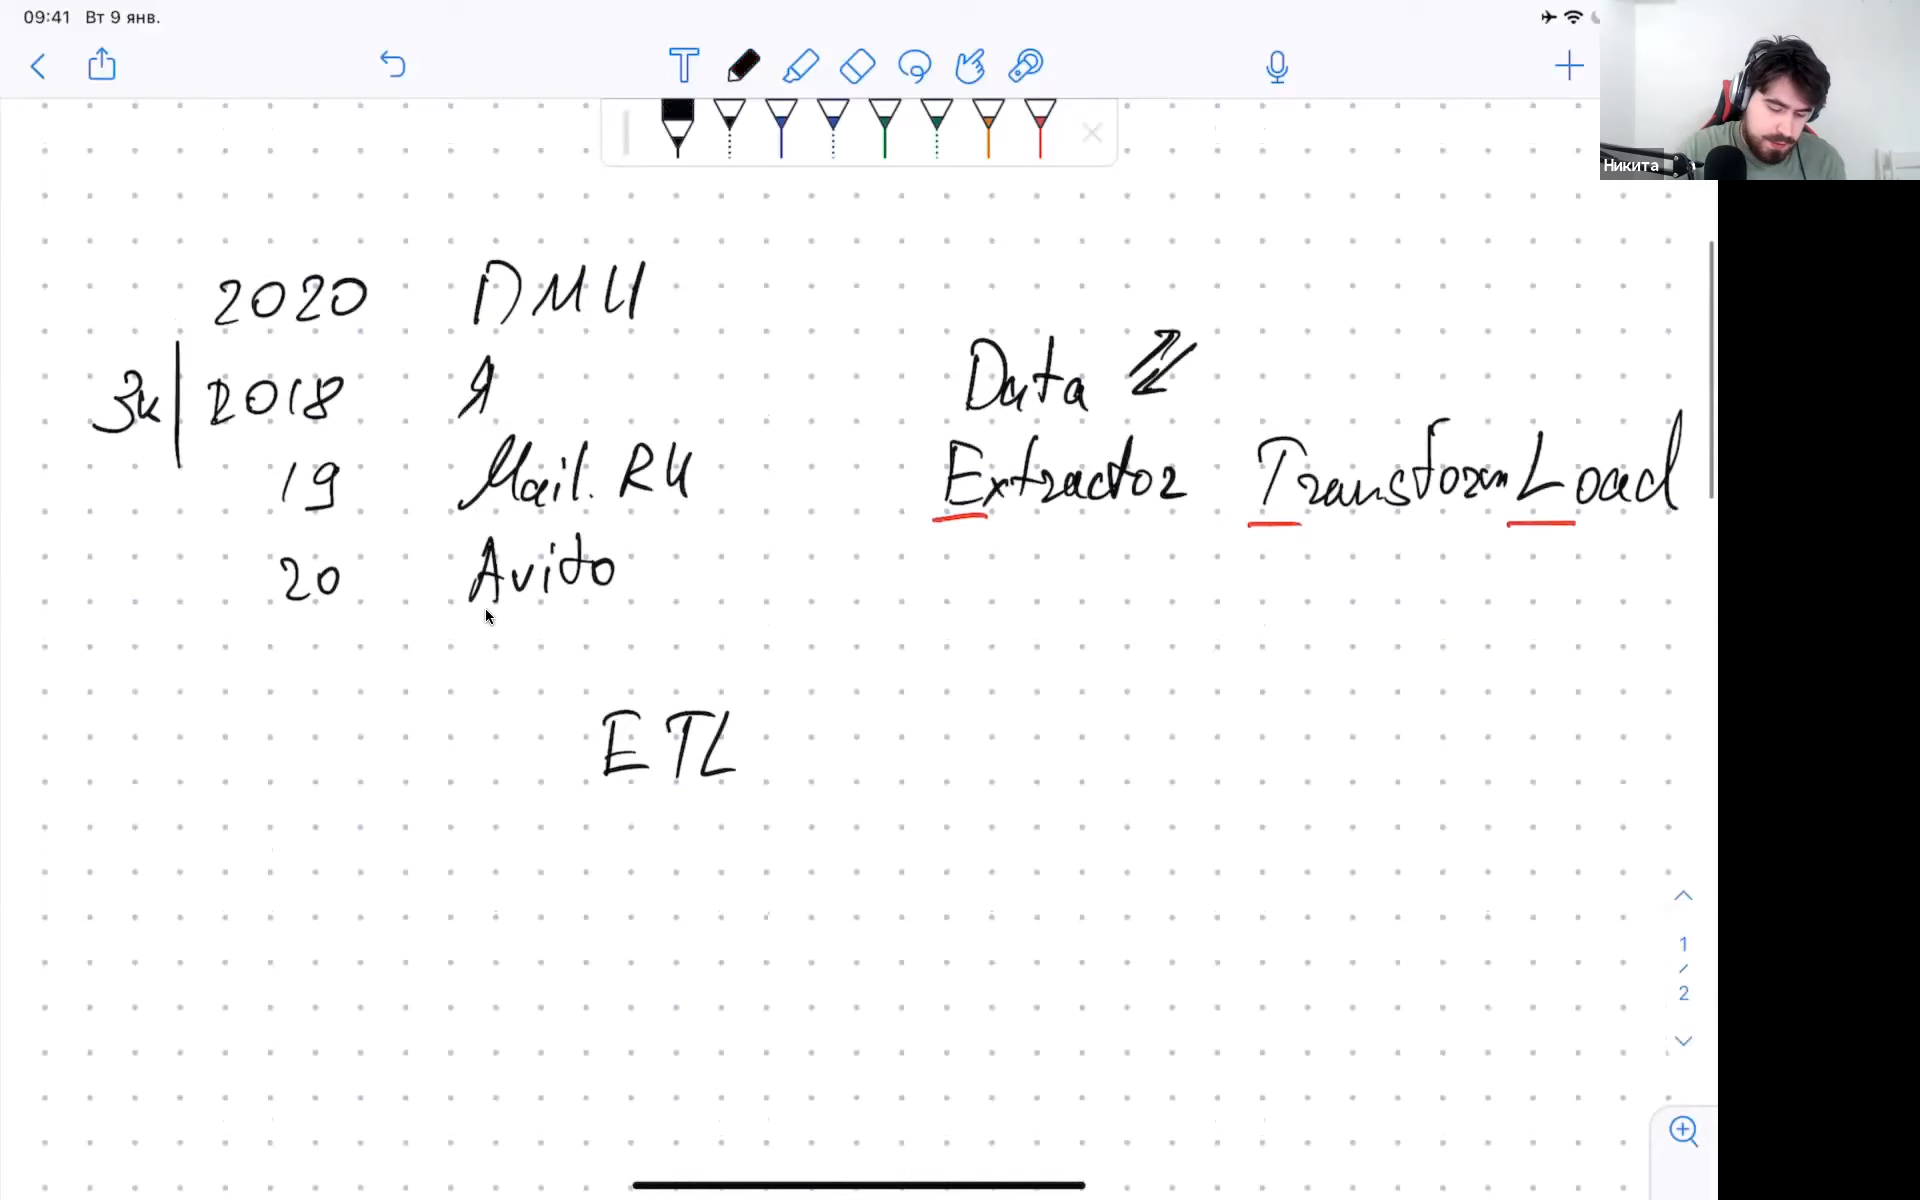 09:41 Вт 9 янв.
T
Никита
2020 DMU
3к 2018 Я
19 Mail.RU
20 Avito
Data
Extractor Transform Load
ETL
1
/
2